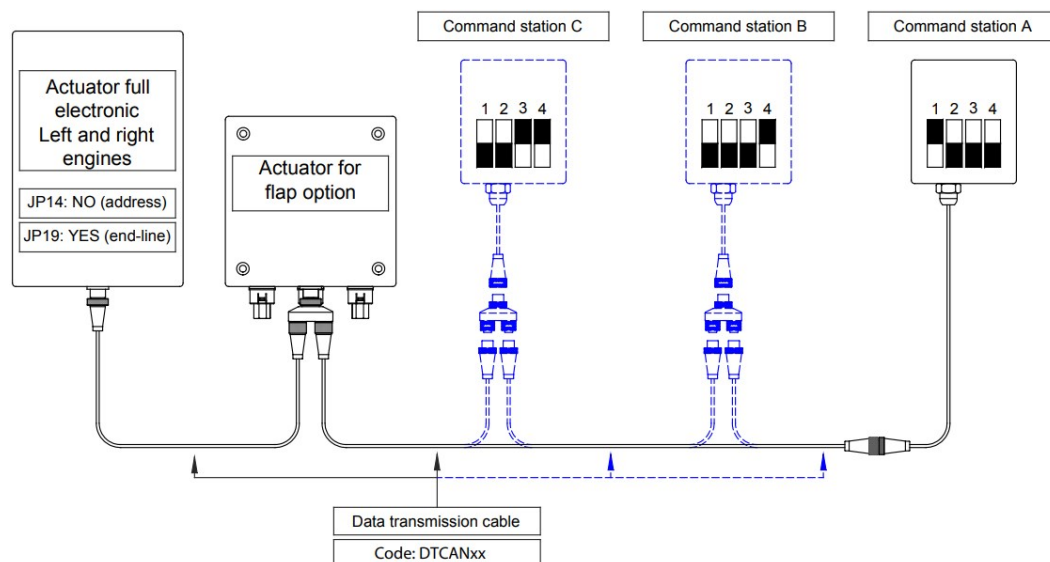 Command station C
Command station B
Command station A
Actuator full
electronic
Left and right
engines
JP14: NO (address)
JP19: YES (end-line)
Actuator for
flap option
1 2 3 4
1 2 3 4
1 2 3 4
Data transmission cable
Code: DTCANxx